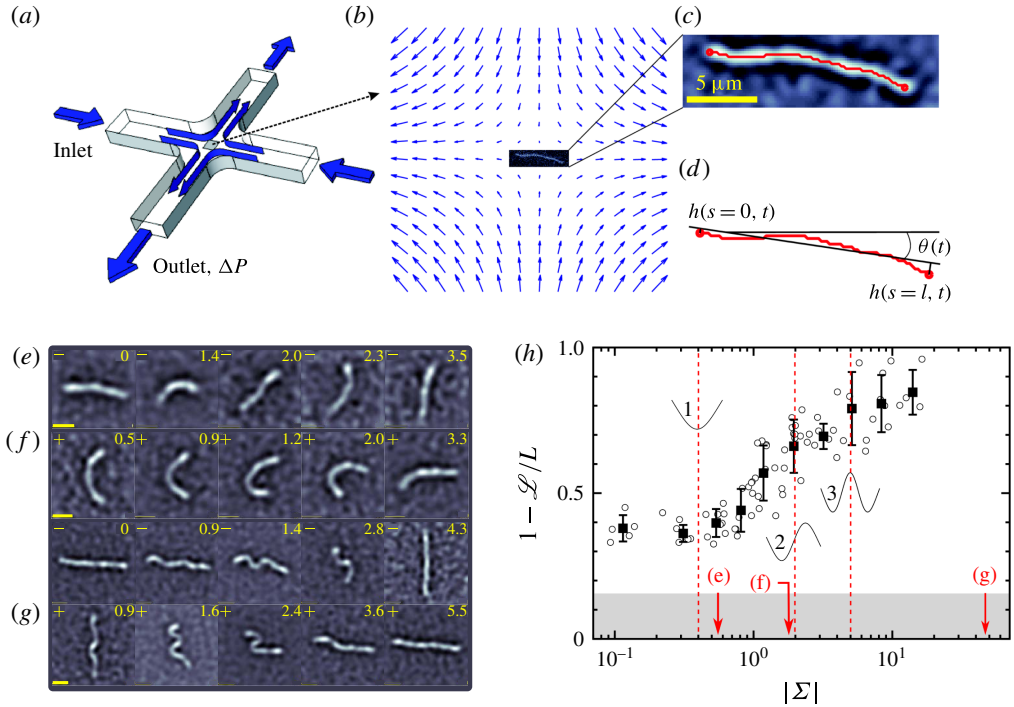 (a)
Inlet
Outlet, ΔP
(b)
(c)
5 μm
(d)
h(s = 0, t)
θ(t)
h(s = l, t)
(e)
− 0
− 1.4
− 2.0
− 2.3
− 3.5
(f)
+ 0.5
+ 0.9
+ 1.2
+ 2.0
+ 3.3
− 0
− 0.9
− 1.4
− 2.8
− 4.3
(g)
+ 0.9
+ 1.6
+ 2.4
+ 3.6
+ 5.5
(h)
1.0
0.5
0
1 − ℒ/L
1
2
3
(e)
(f)
(g)
10⁻¹
10⁰
10¹
|Σ|